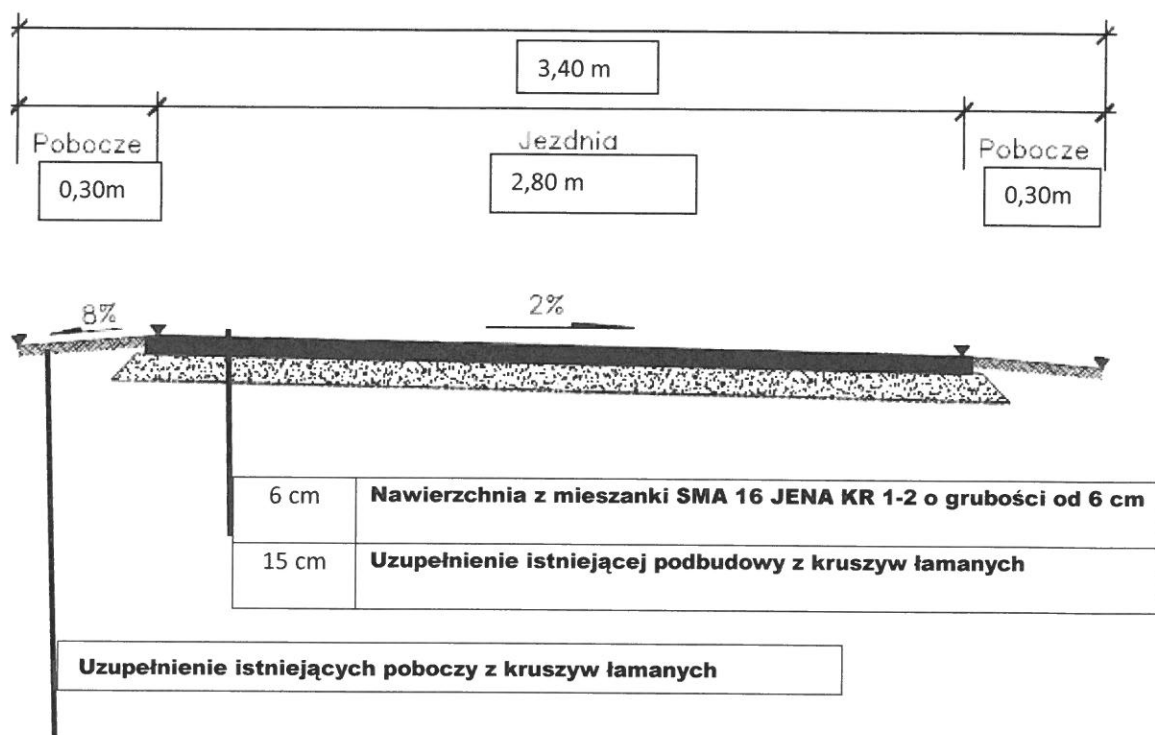 3,40 m
Pobocze
Jezdnia
Pobocze
0,30m
2,80 m
0,30m
8%
2%
6 cm Nawierzchnia z mieszanki SMA 16 JENA KR 1-2 o grubości od 6 cm
15 cm Uzupełnienie istniejącej podbudowy z kruszyw łamanych
Uzupełnienie istniejących poboczy z kruszyw łamanych